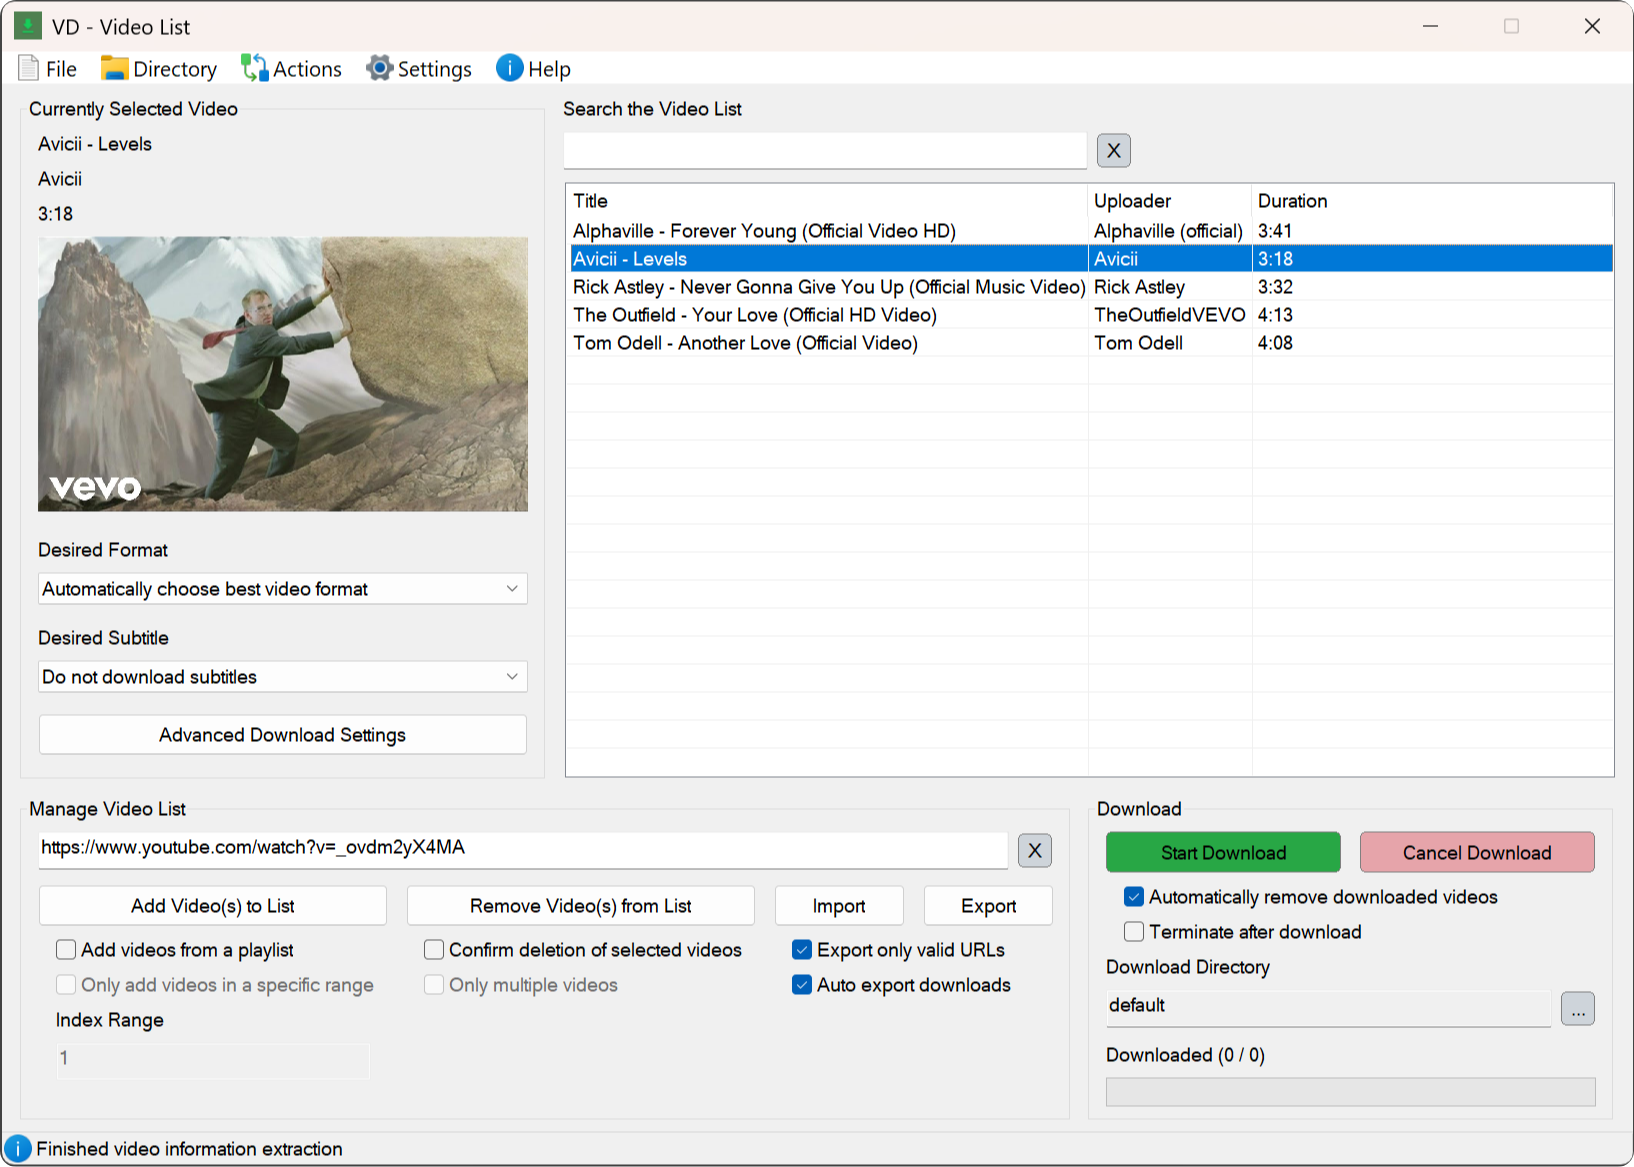 VD - Video List
File Directory Actions Settings Help
Currently Selected Video
Avicii - Levels
Avicii
3:18
vevo
Desired Format
Automatically choose best video format
Desired Subtitle
Do not download subtitles
Advanced Download Settings
Search the Video List
X
Title Uploader Duration
Alphaville - Forever Young (Official Video HD) Alphaville (official) 3:41
Avicii - Levels Avicii 3:18
Rick Astley - Never Gonna Give You Up (Official Music Video) Rick Astley 3:32
The Outfield - Your Love (Official HD Video) TheOutfieldVEVO 4:13
Tom Odell - Another Love (Official Video) Tom Odell 4:08
Manage Video List
https://www.youtube.com/watch?v=_ovdm2yX4MA X
Add Video(s) to List Remove Video(s) from List Import Export
Add videos from a playlist Confirm deletion of selected videos Export only valid URLs
Only add videos in a specific range Only multiple videos Auto export downloads
Index Range
1
Download
Start Download Cancel Download
Automatically remove downloaded videos
Terminate after download
Download Directory
default ...
Downloaded (0 / 0)
Finished video information extraction